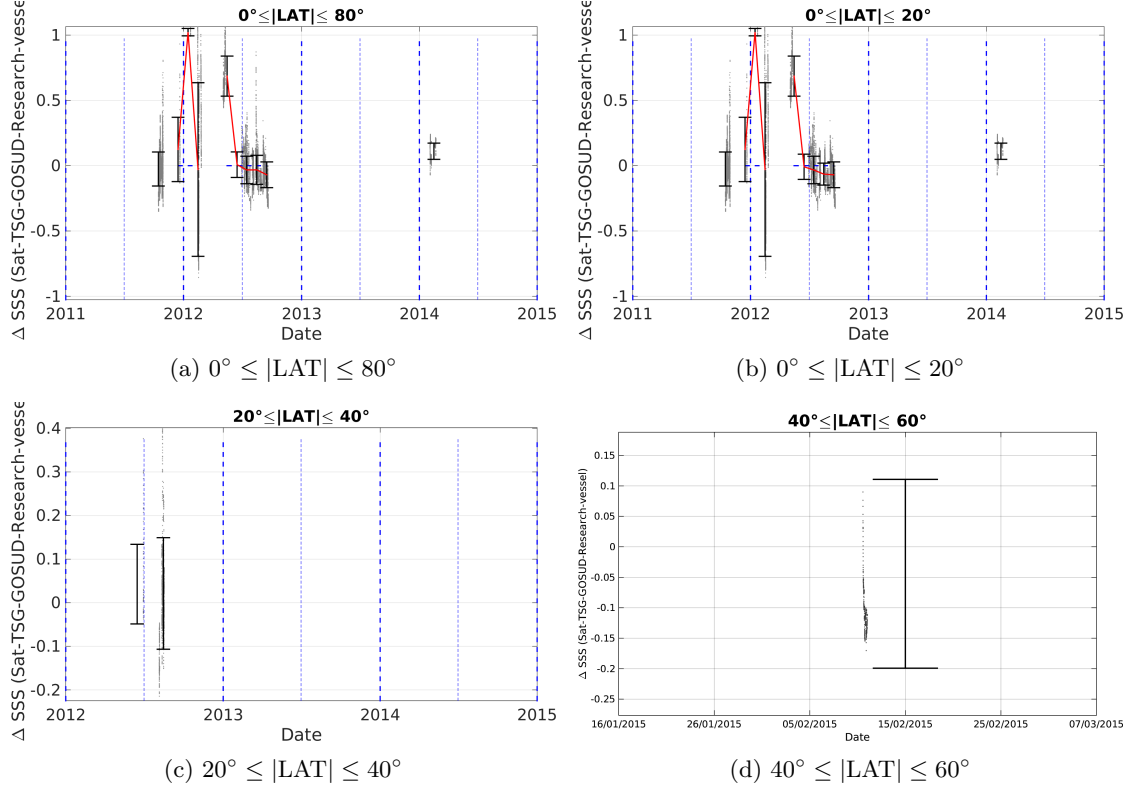 0°≤|LAT|≤ 80°
Δ SSS (Sat-TSG-GOSUD-Research-vesse
1
0.5
0
-0.5
-1
2011 2012 2013 2014 2015
Date
(a) 0° ≤ |LAT| ≤ 80°
0°≤|LAT|≤ 20°
Δ SSS (Sat-TSG-GOSUD-Research-vesse
1
0.5
0
-0.5
-1
2011 2012 2013 2014 2015
Date
(b) 0° ≤ |LAT| ≤ 20°
20°≤|LAT|≤ 40°
Δ SSS (Sat-TSG-GOSUD-Research-vesse
0.4
0.3
0.2
0.1
0
-0.1
-0.2
2012 2013 2014 2015
Date
(c) 20° ≤ |LAT| ≤ 40°
40°≤|LAT|≤ 60°
Δ SSS (Sat-TSG-GOSUD-Research-vessel)
0.15
0.1
0.05
0
-0.05
-0.1
-0.15
-0.2
-0.25
16/01/2015 26/01/2015 05/02/2015 15/02/2015 25/02/2015 07/03/2015
Date
(d) 40° ≤ |LAT| ≤ 60°